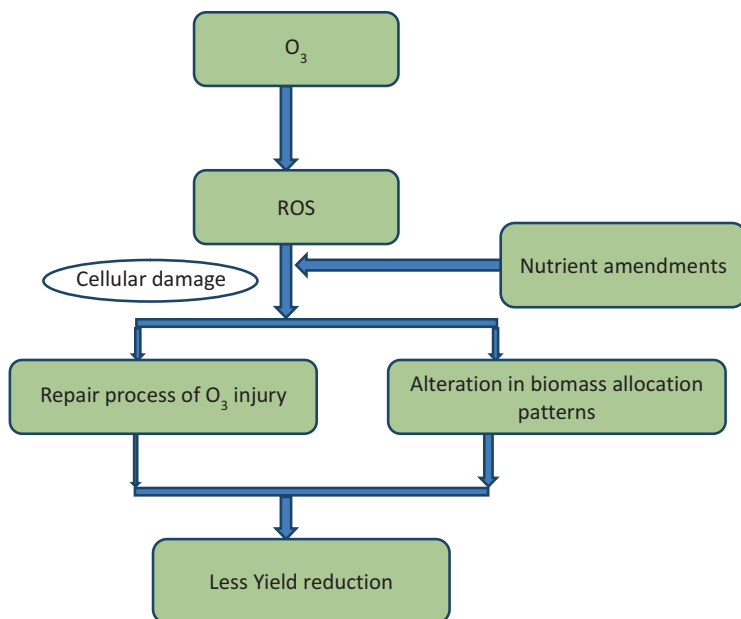 O₃
ROS
Cellular damage
Nutrient amendments
Repair process of O₃ injury
Alteration in biomass allocation
patterns
Less Yield reduction